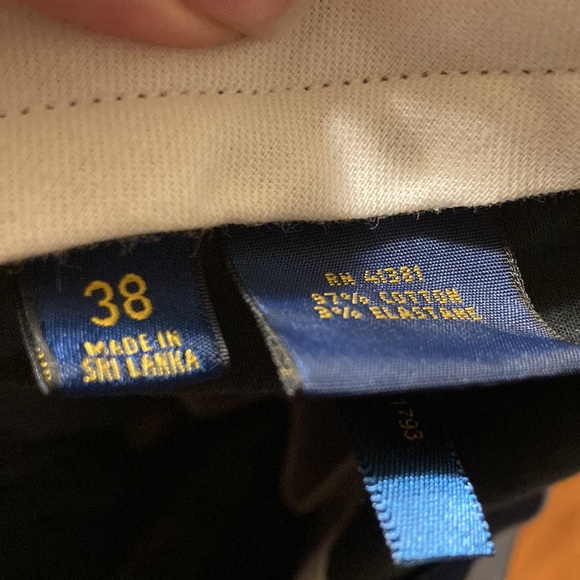 38
MADE IN
SRI LANKA
RN 41381
97% COTTON
3% ELASTANE
1793